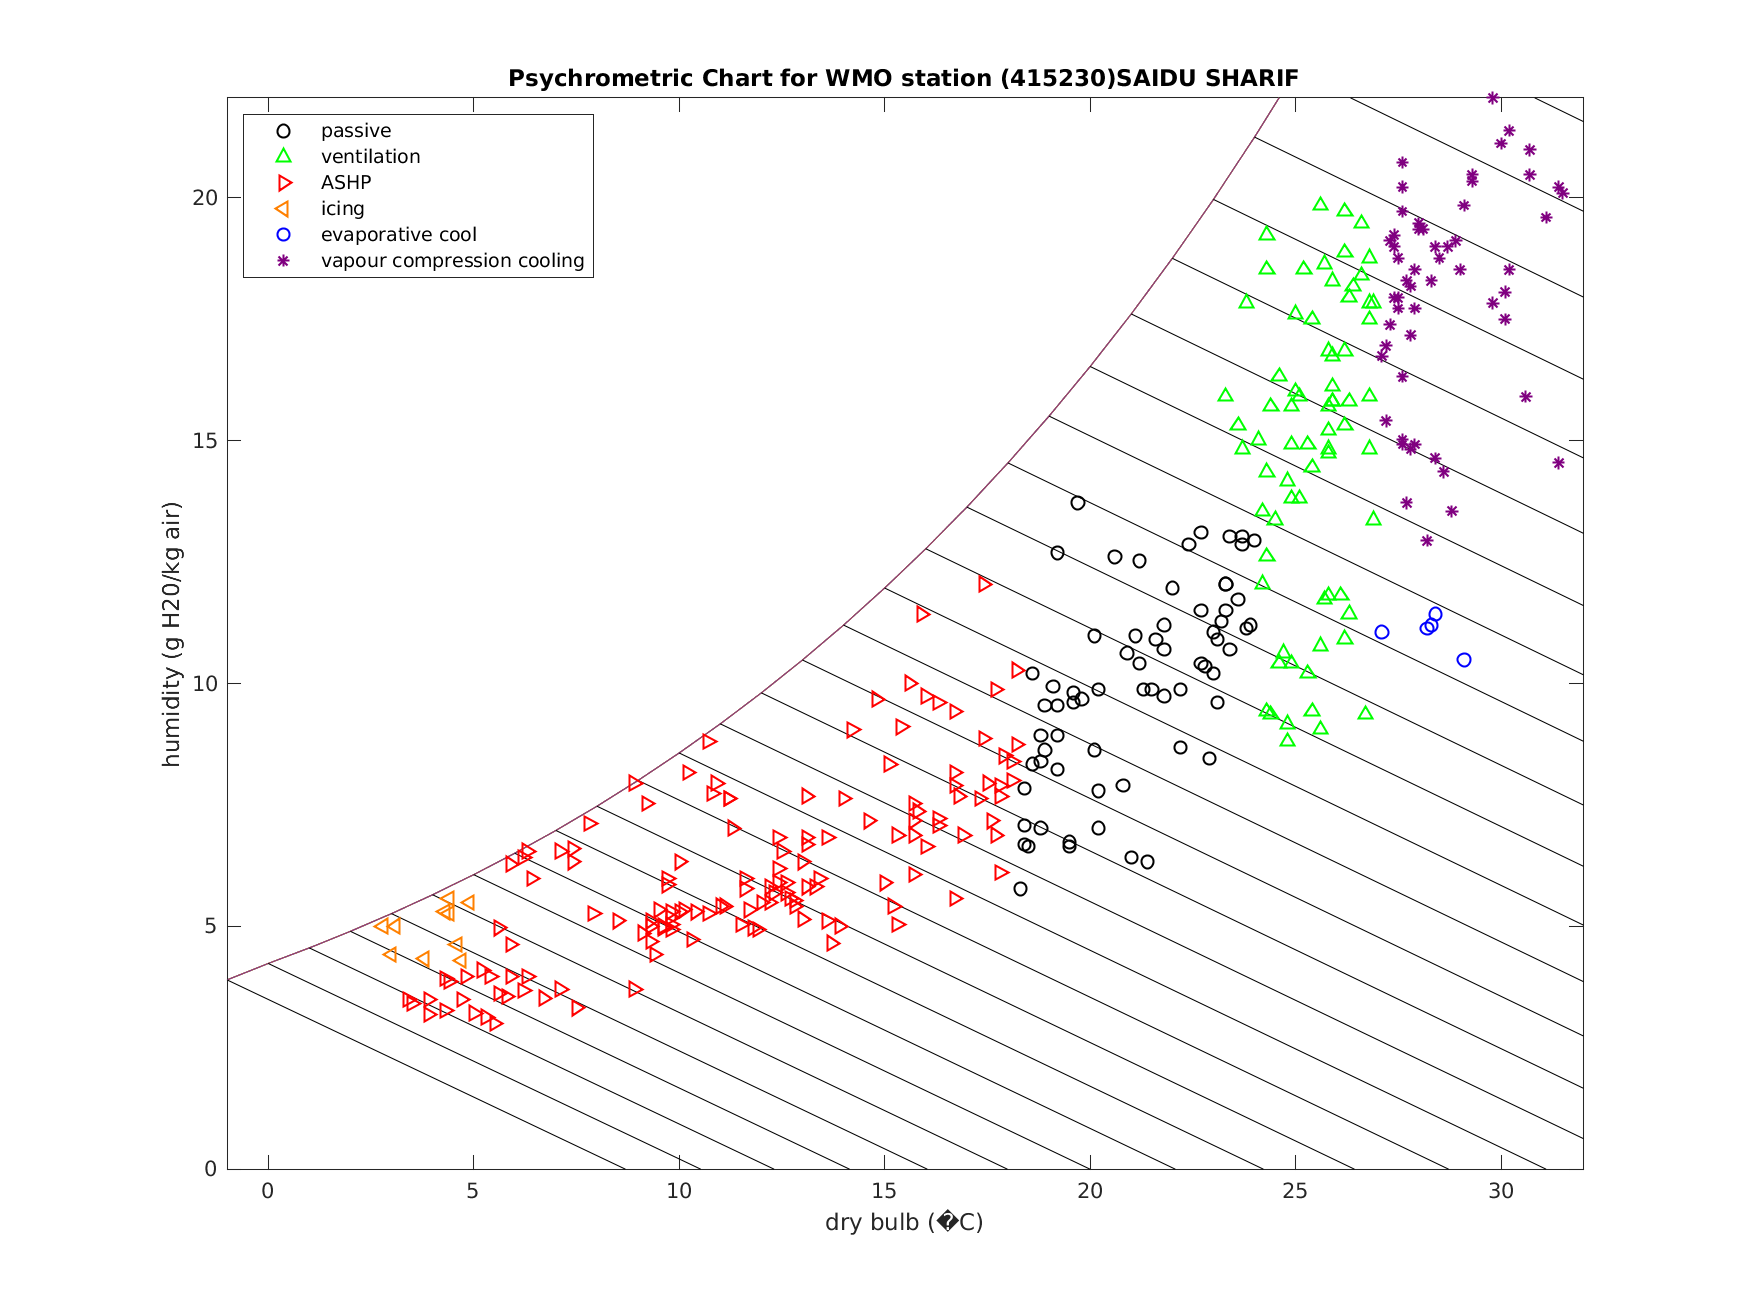 Psychrometric Chart for WMO station (415230)SAIDU SHARIF
passive
ventilation
ASHP
icing
evaporative cool
vapour compression cooling
20
15
10
5
0
humidity (g H20/kg air)
0 5 10 15 20 25 30
dry bulb (�C)